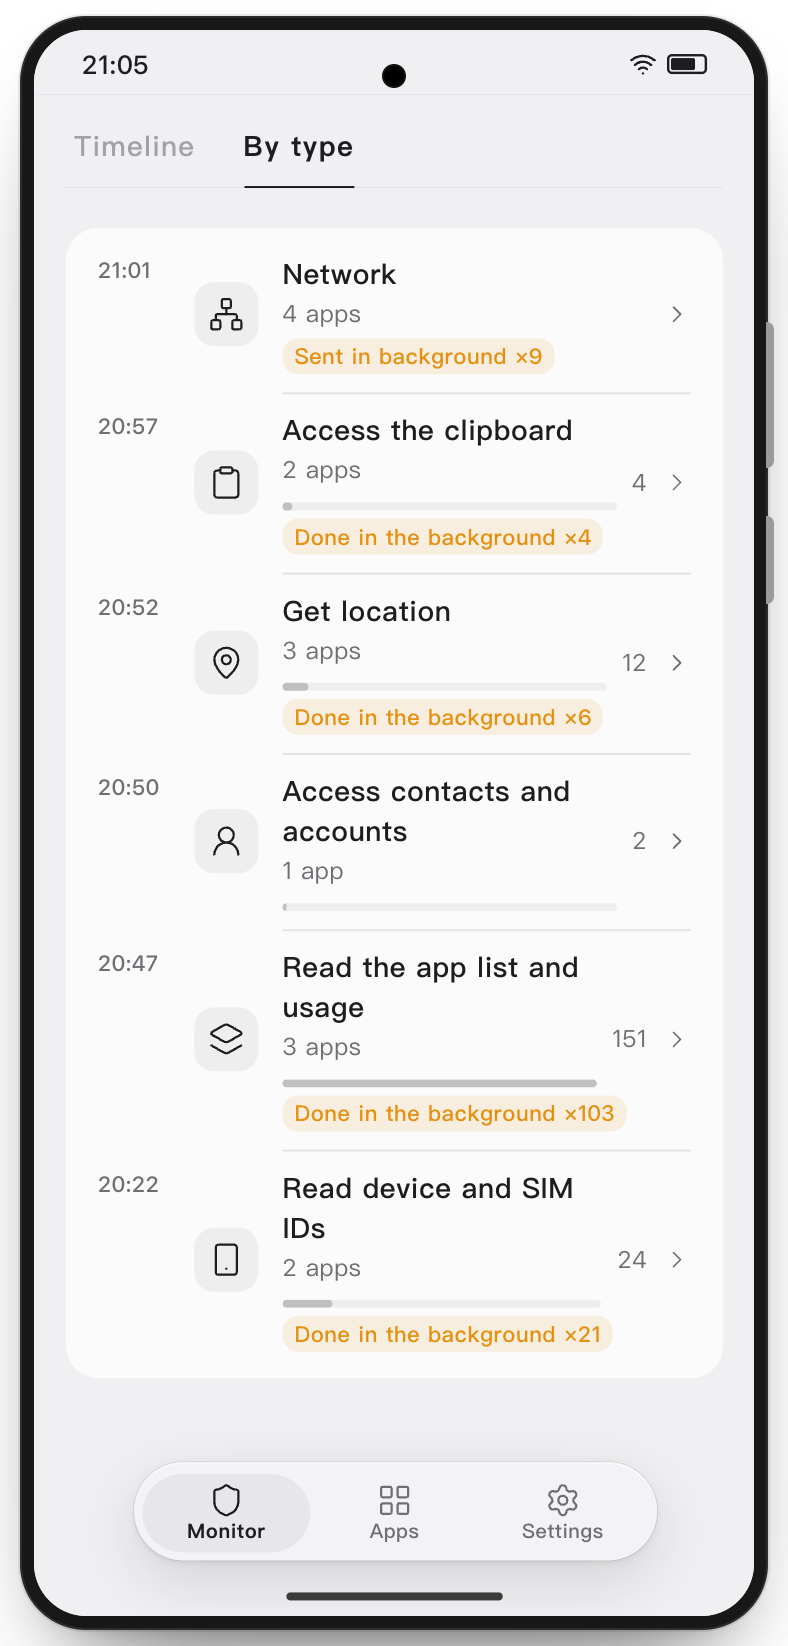 21:05
Timeline
By type
21:01
Network
4 apps
Sent in background ×9
20:57
Access the clipboard
2 apps
4
Done in the background ×4
20:52
Get location
3 apps
12
Done in the background ×6
20:50
Access contacts and
accounts
1 app
2
20:47
Read the app list and
usage
3 apps
151
Done in the background ×103
20:22
Read device and SIM
IDs
2 apps
24
Done in the background ×21
Monitor
Apps
Settings